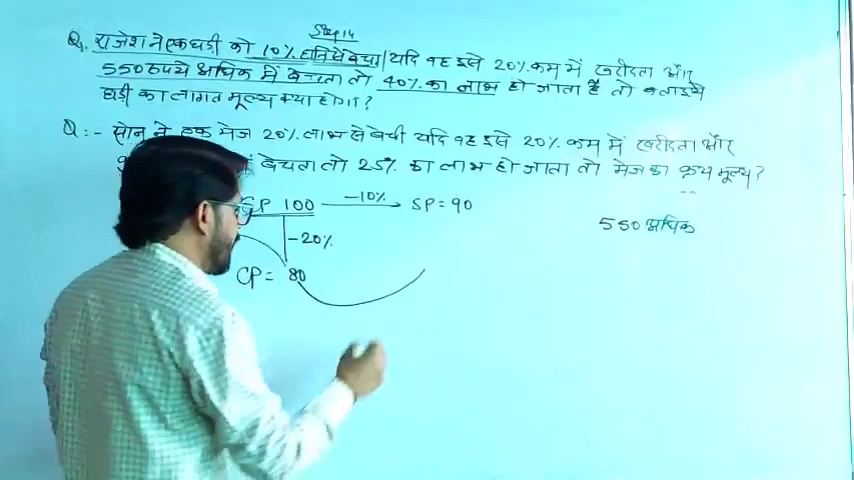 Step 14
Q. राजेश ने एक घड़ी को 10% हानि से बेचा यदि वह इसे 20% कम में खरीदता और
550 रुपये अधिक में बेचता तो 40% का लाभ हो जाता है तो बताइये
घड़ी का लागत मूल्य क्या होगा?
Q:- सोनू ने एक मेज 20% लाभ से बेची यदि वह इसे 20% कम में खरीदता और
बेचता तो 25% का लाभ हो जाता तो मेज का क्रय मूल्य?
CP 100 -10% SP = 90
550 अधिक
-20%
CP = 80